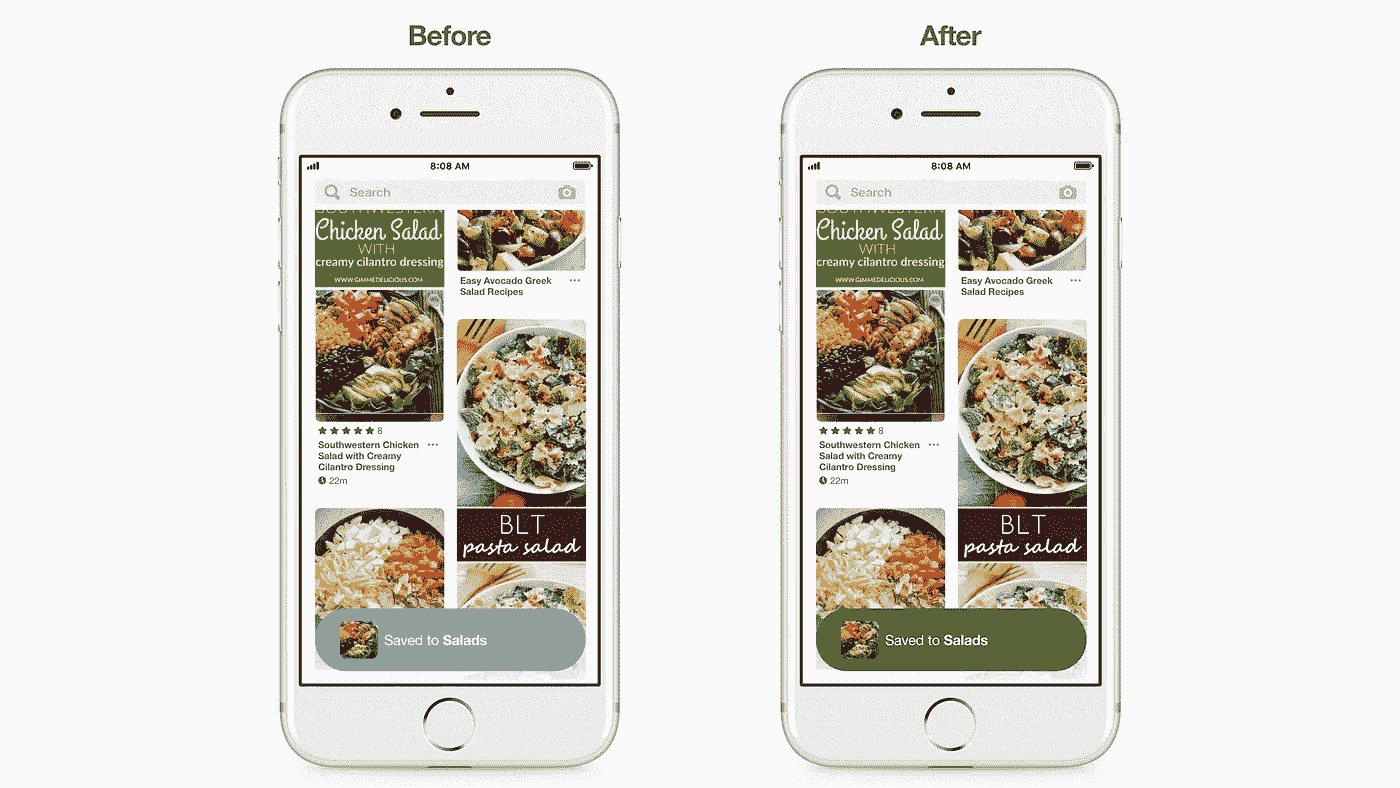 Before
8:08 AM
Search
SOUTHWESTERN
Chicken Salad
WITH
creamy cilantro dressing
WWW.GIMMEDELICIOUS.COM
Easy Avocado Greek
Salad Recipes
8
Southwestern Chicken
Salad with Creamy
Cilantro Dressing
22m
BLT
pasta salad
Saved to Salads
After
8:08 AM
Search
SOUTHWESTERN
Chicken Salad
WITH
creamy cilantro dressing
WWW.GIMMEDELICIOUS.COM
Easy Avocado Greek
Salad Recipes
8
Southwestern Chicken
Salad with Creamy
Cilantro Dressing
22m
BLT
pasta salad
Saved to Salads